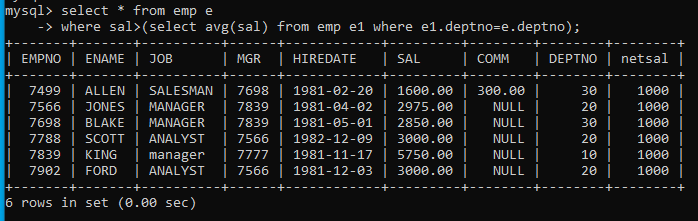 mysql> select * from emp e
    -> where sal>(select avg(sal) from emp e1 where e1.deptno=e.deptno);
+-------+-------+----------+------+------------+---------+--------+--------+--------+
| EMPNO | ENAME | JOB      | MGR  | HIREDATE   | SAL     | COMM   | DEPTNO | netsal |
+-------+-------+----------+------+------------+---------+--------+--------+--------+
|  7499 | ALLEN | SALESMAN | 7698 | 1981-02-20 | 1600.00 | 300.00 |     30 |   1000 |
|  7566 | JONES | MANAGER  | 7839 | 1981-04-02 | 2975.00 |   NULL |     20 |   1000 |
|  7698 | BLAKE | MANAGER  | 7839 | 1981-05-01 | 2850.00 |   NULL |     30 |   1000 |
|  7788 | SCOTT | ANALYST  | 7566 | 1982-12-09 | 3000.00 |   NULL |     20 |   1000 |
|  7839 | KING  | manager  | 7777 | 1981-11-17 | 5750.00 |   NULL |     10 |   1000 |
|  7902 | FORD  | ANALYST  | 7566 | 1981-12-03 | 3000.00 |   NULL |     20 |   1000 |
+-------+-------+----------+------+------------+---------+--------+--------+--------+
6 rows in set (0.00 sec)